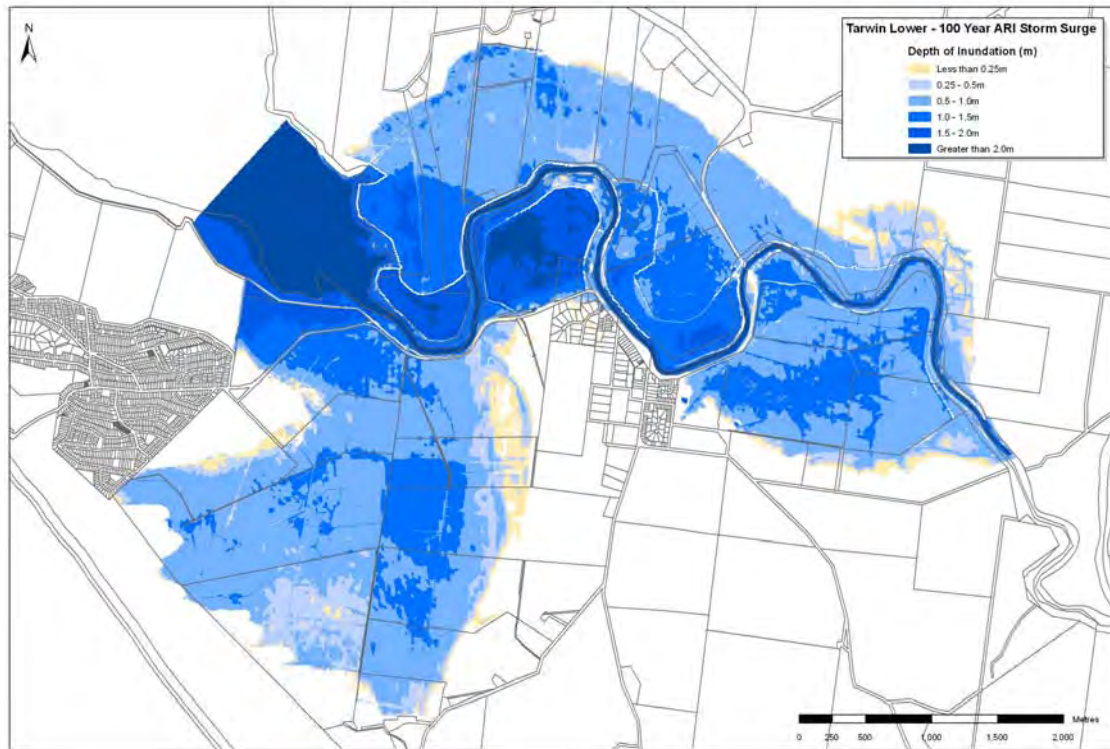 N
Tarwin Lower - 100 Year ARI Storm Surge
Depth of Inundation (m)
Less than 0.25m
0.25 - 0.5m
0.5 - 1.0m
1.0 - 1.5m
1.5 - 2.0m
Greater than 2.0m
Metres
0 250 500 1,000 1,500 2,000